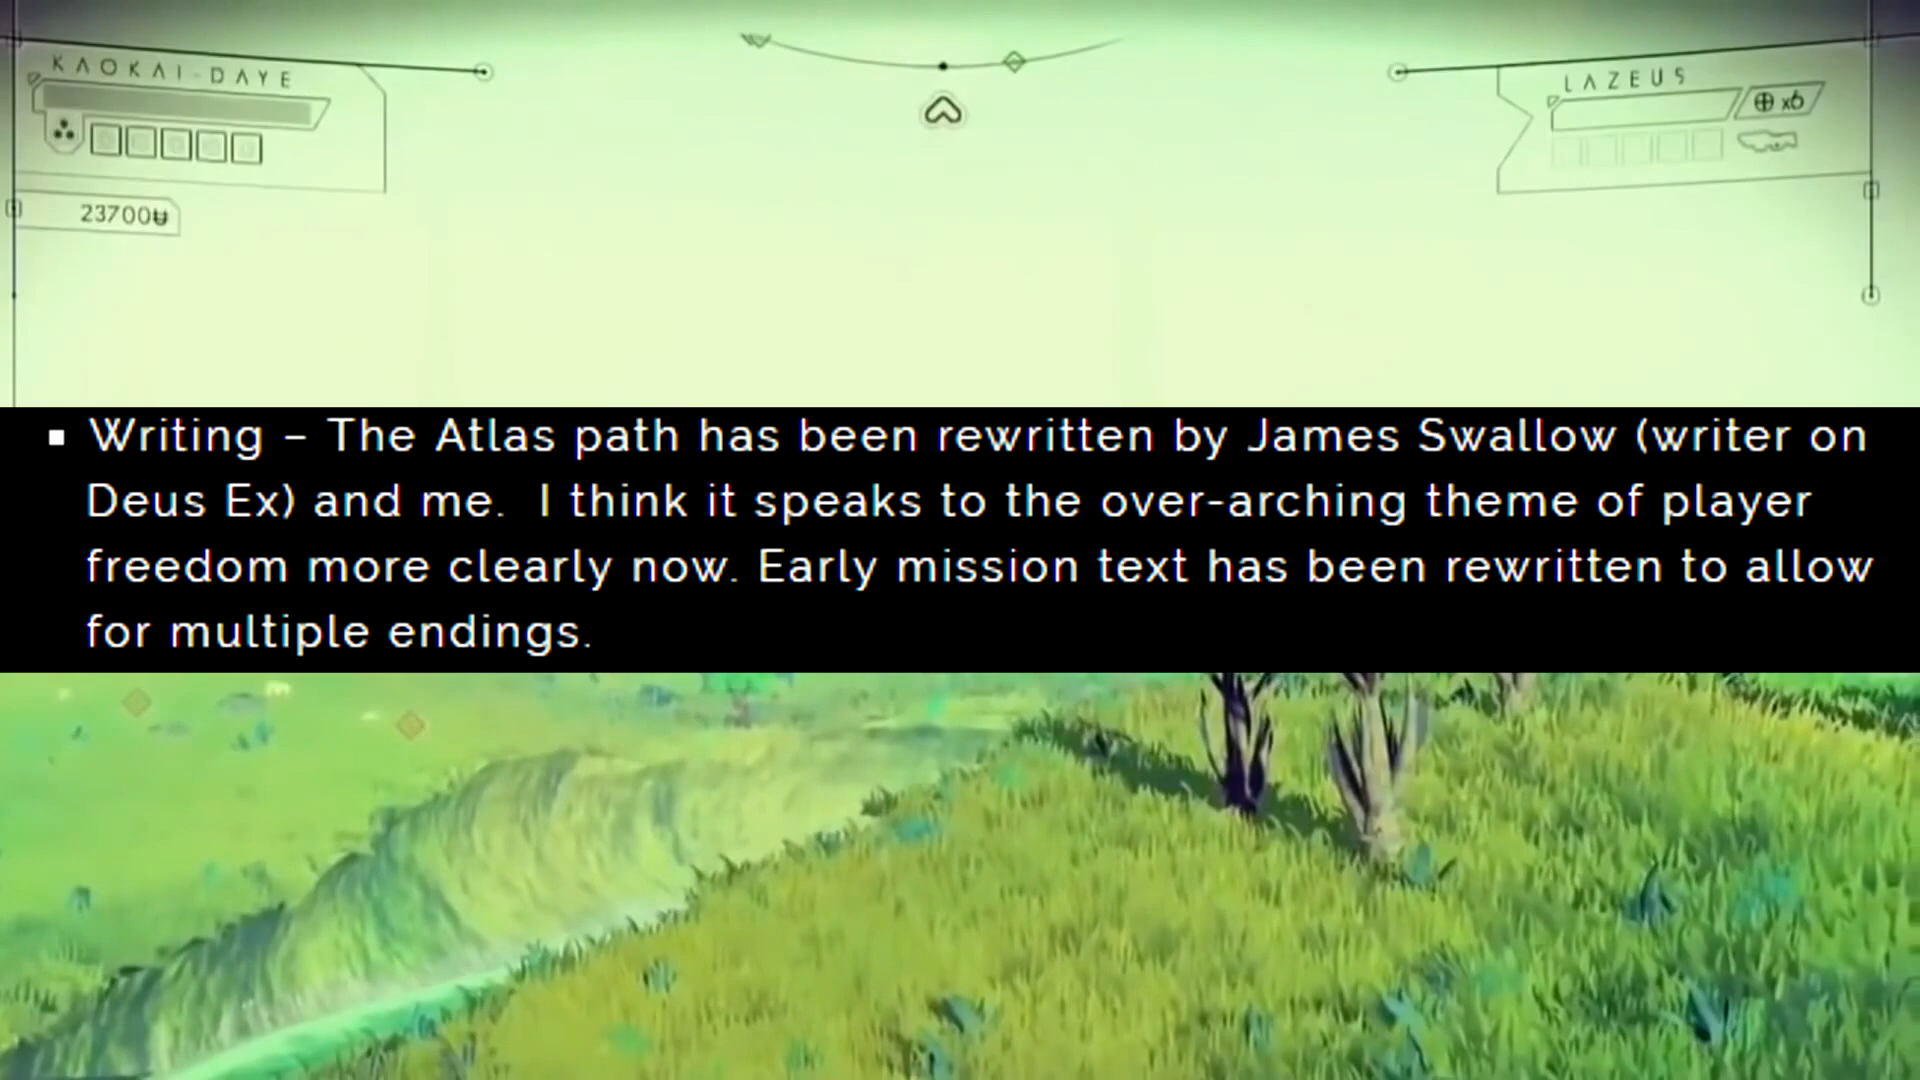 KAOKAI-DAYE
LAZEUS
x6
23700
▪ Writing – The Atlas path has been rewritten by James Swallow (writer on
Deus Ex) and me.  I think it speaks to the over-arching theme of player
freedom more clearly now. Early mission text has been rewritten to allow
for multiple endings.